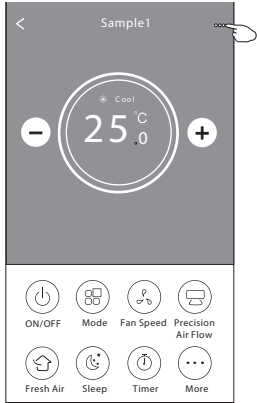 Sample1
Cool
25.0 °C
ON/OFF
Mode
Fan Speed
Precision
Air Flow
Fresh Air
Sleep
Timer
More